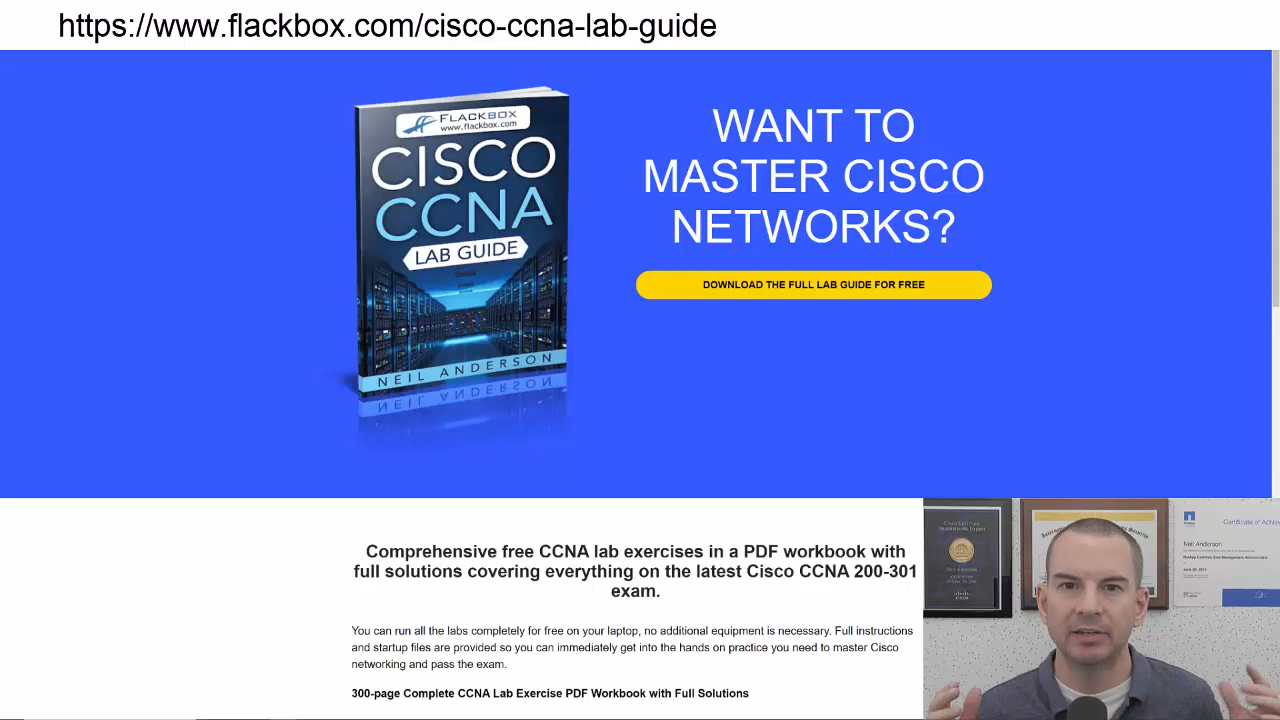 https://www.flackbox.com/cisco-ccna-lab-guide
FLACKBOX
www.flackbox.com
CISCO
CCNA
LAB GUIDE
NEIL ANDERSON
WANT TO
MASTER CISCO
NETWORKS?
DOWNLOAD THE FULL LAB GUIDE FOR FREE
Comprehensive free CCNA lab exercises in a PDF workbook with
full solutions covering everything on the latest Cisco CCNA 200-301
exam.
You can run all the labs completely for free on your laptop, no additional equipment is necessary. Full instructions
and startup files are provided so you can immediately get into the hands on practice you need to master Cisco
networking and pass the exam.
300-page Complete CCNA Lab Exercise PDF Workbook with Full Solutions
Certificate of Achie
Neil Anderson